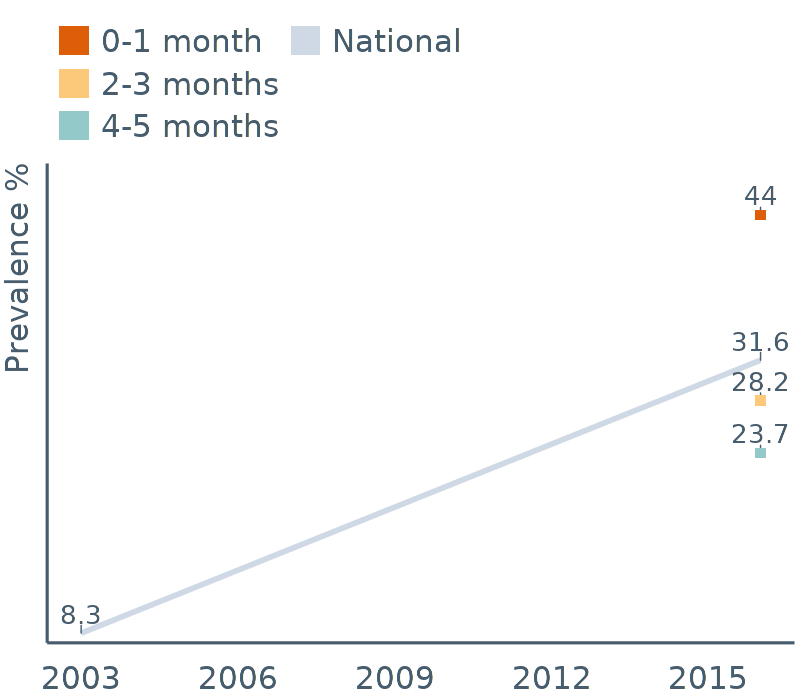 0-1 month
National
2-3 months
4-5 months
Prevalence %
44
31.6
28.2
23.7
8.3
2003 2006 2009 2012 2015